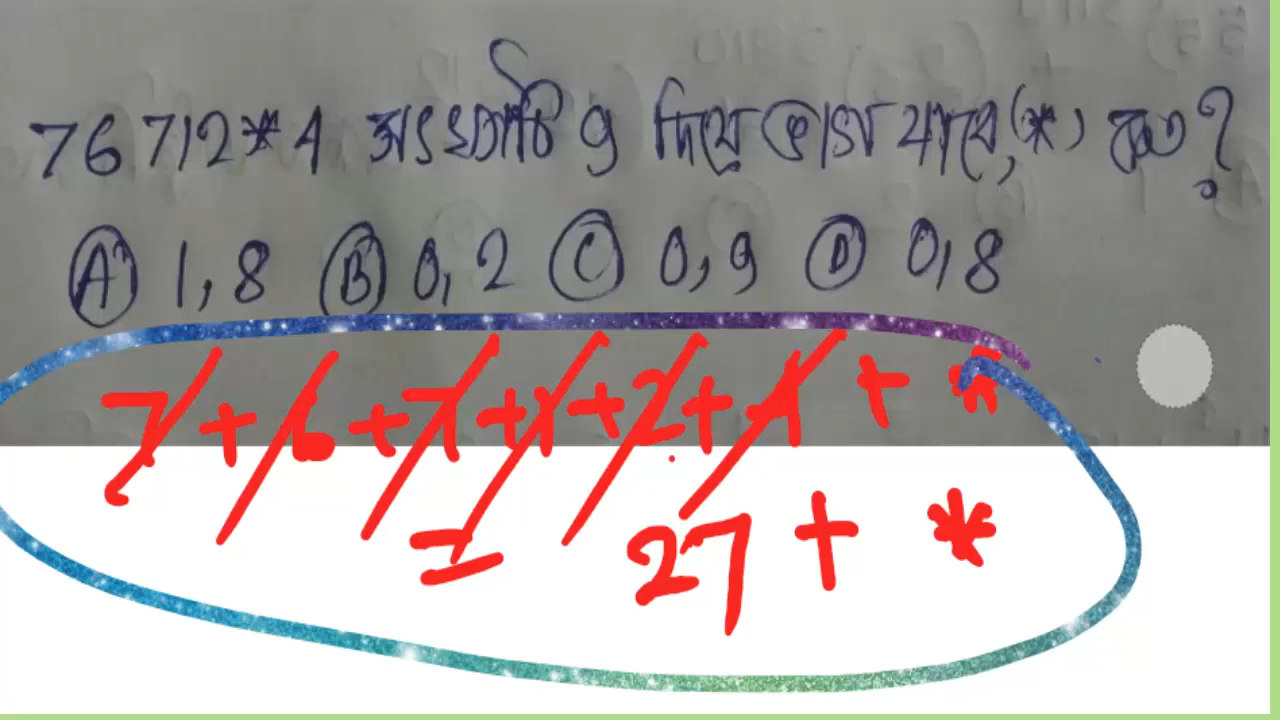 76712*4 সংখ্যাটি 9 দিয়ে ভাগ যাবে,(*) কত?
A 1,8 B 0,2 C 0,9 D 0,8
7+6+7+1+2+4+*
= 27+*